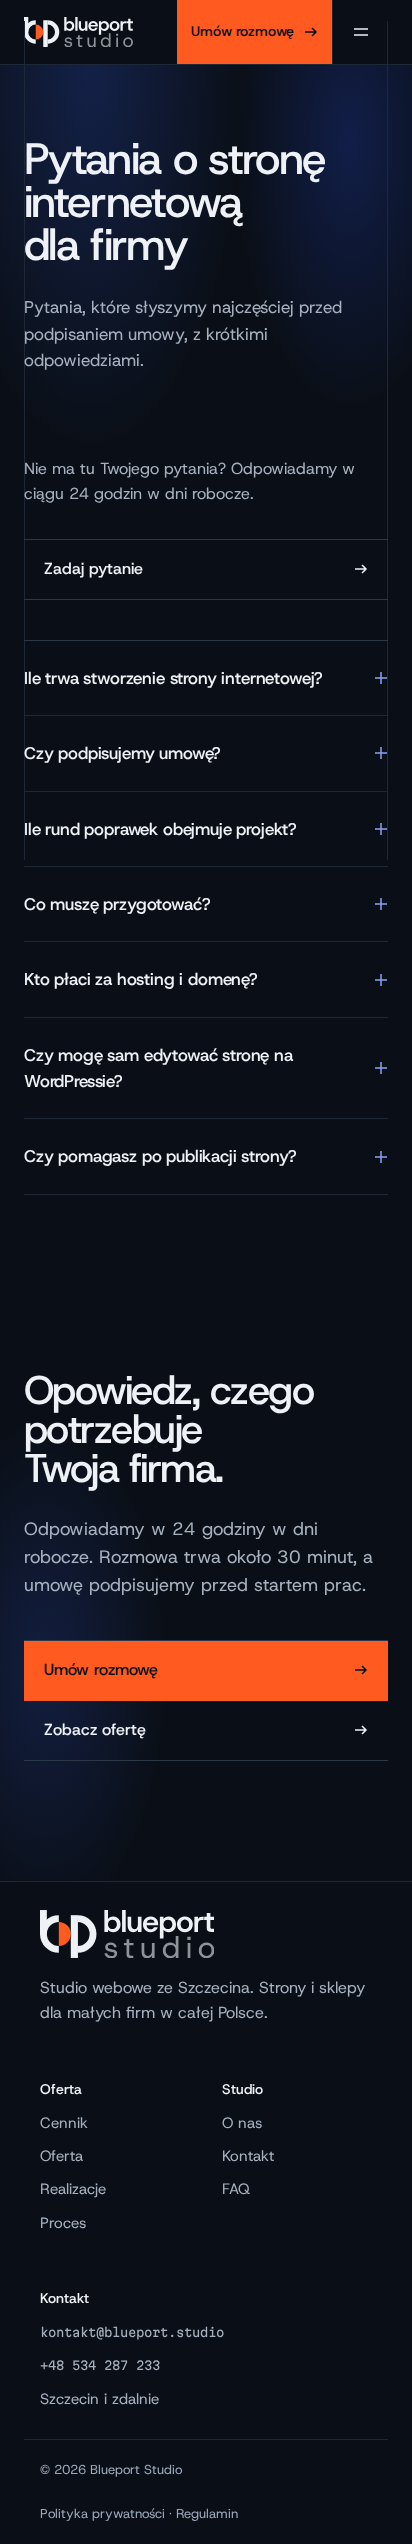 blueport
studio
Umów rozmowę →
Pytania o stronę
internetową
dla firmy
Pytania, które słyszymy najczęściej przed
podpisaniem umowy, z krótkimi
odpowiedziami.
Nie ma tu Twojego pytania? Odpowiadamy w
ciągu 24 godzin w dni robocze.
Zadaj pytanie →
Ile trwa stworzenie strony internetowej? +
Czy podpisujemy umowę? +
Ile rund poprawek obejmuje projekt? +
Co muszę przygotować? +
Kto płaci za hosting i domenę? +
Czy mogę sam edytować stronę na
WordPressie? +
Czy pomagasz po publikacji strony? +
Opowiedz, czego
potrzebuje
Twoja firma.
Odpowiadamy w 24 godziny w dni
robocze. Rozmowa trwa około 30 minut, a
umowę podpisujemy przed startem prac.
Umów rozmowę →
Zobacz ofertę →
blueport
studio
Studio webowe ze Szczecina. Strony i sklepy
dla małych firm w całej Polsce.
Oferta
Cennik
Oferta
Realizacje
Proces
Studio
O nas
Kontakt
FAQ
Kontakt
kontakt@blueport.studio
+48 534 287 233
Szczecin i zdalnie
© 2026 Blueport Studio
Polityka prywatności · Regulamin